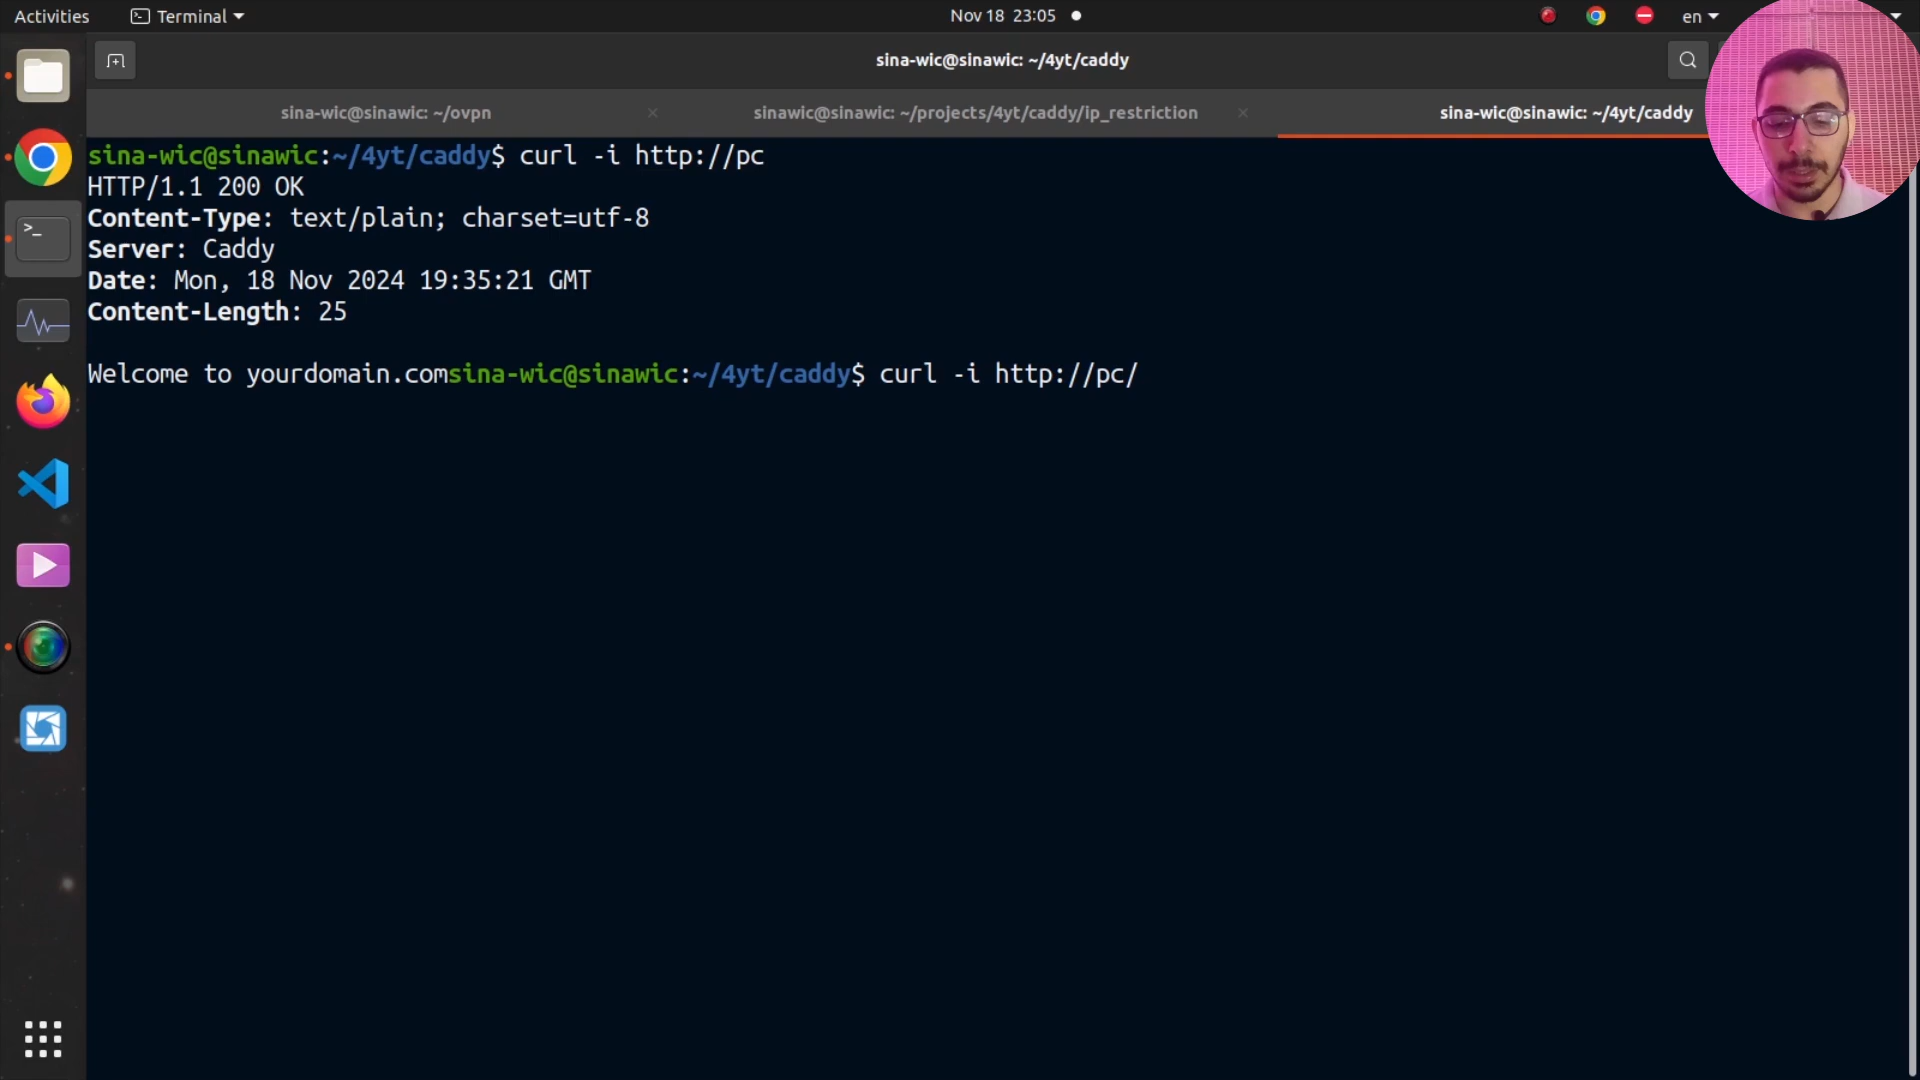 Activities Terminal Nov 18 23:05 en
sina-wic@sinawic: ~/4yt/caddy
sina-wic@sinawic: ~/ovpn sinawic@sinawic: ~/projects/4yt/caddy/ip_restriction sina-wic@sinawic: ~/4yt/caddy
sina-wic@sinawic:~/4yt/caddy$ curl -i http://pc
HTTP/1.1 200 OK
Content-Type: text/plain; charset=utf-8
Server: Caddy
Date: Mon, 18 Nov 2024 19:35:21 GMT
Content-Length: 25
Welcome to yourdomain.comsina-wic@sinawic:~/4yt/caddy$ curl -i http://pc/